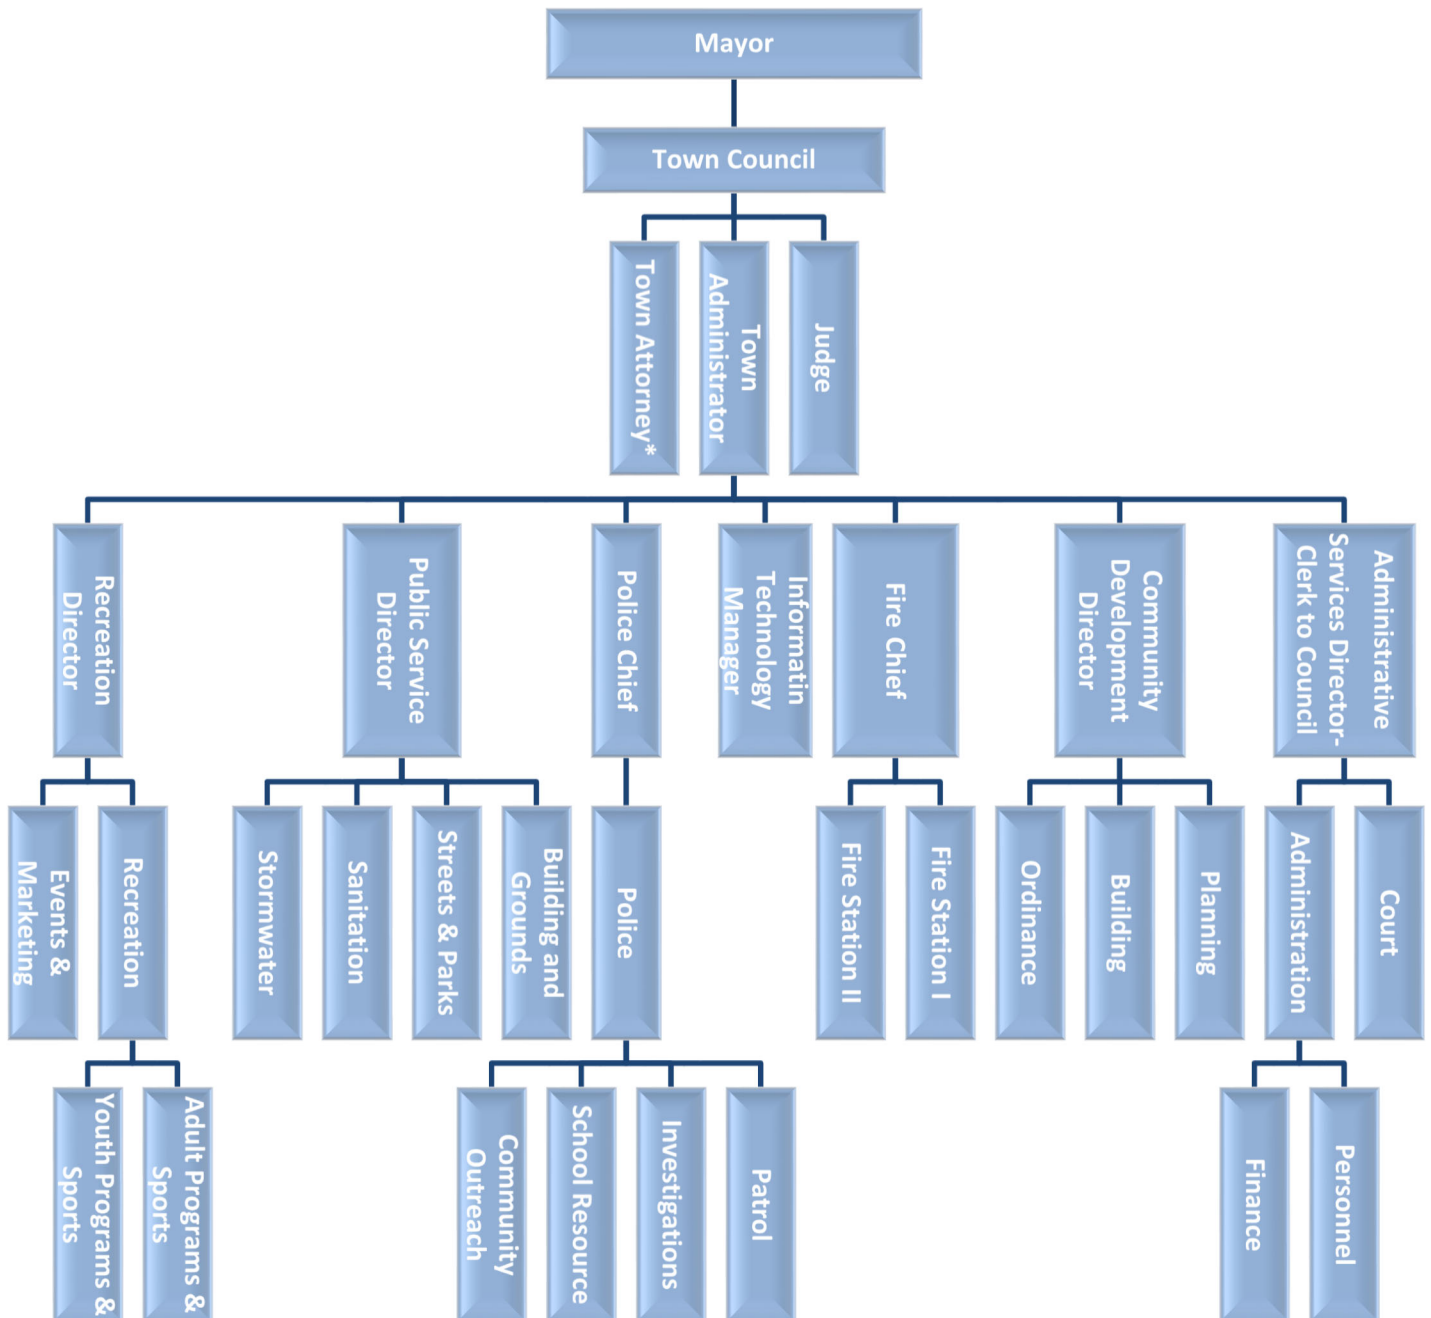 Mayor
Town Council
Town Attorney*
Town
Administrator
Judge
Recreation
Director
Public Service
Director
Police Chief
Informatin
Technology
Manager
Fire Chief
Community
Development
Director
Administrative
Services Director-
Clerk to Council
Events &
Marketing
Recreation
Stormwater
Sanitation
Streets & Parks
Building and
Grounds
Police
Fire Station II
Fire Station I
Ordinance
Building
Planning
Administration
Court
Youth Programs &
Sports
Adult Programs &
Sports
Community
Outreach
School Resource
Investigations
Patrol
Finance
Personnel